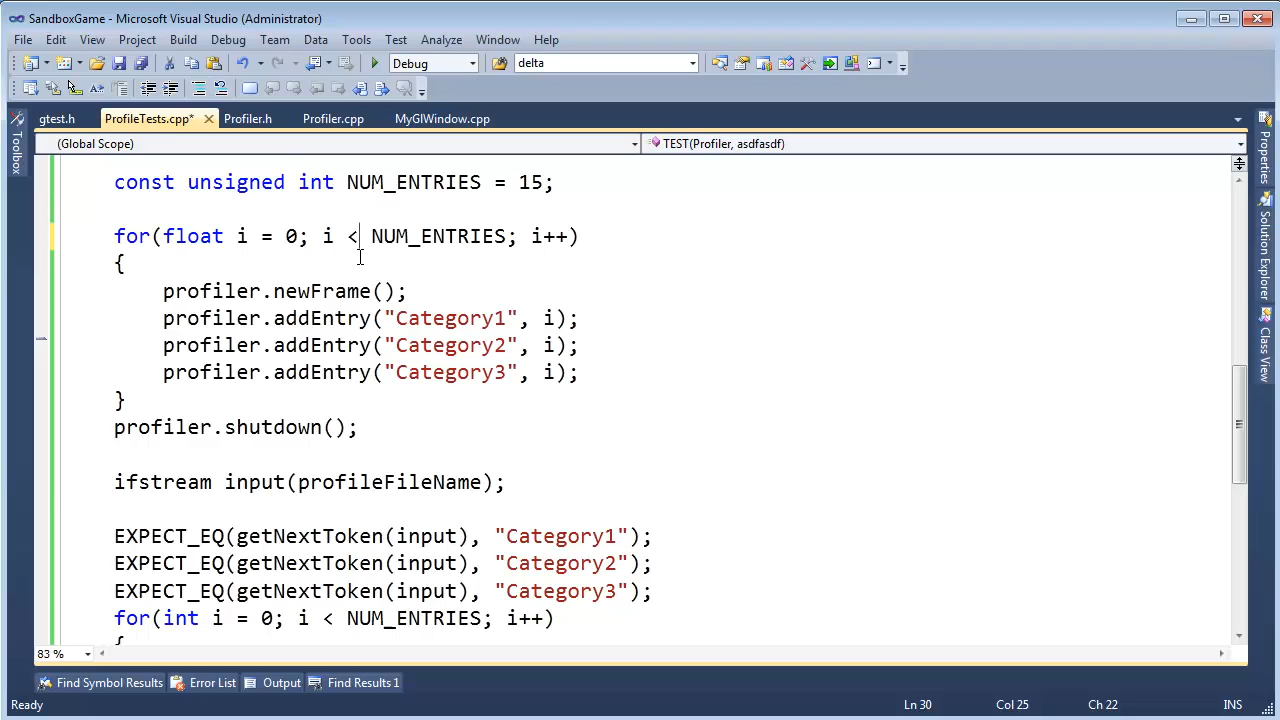 SandboxGame - Microsoft Visual Studio (Administrator)
File Edit View Project Build Debug Team Data Tools Test Analyze Window Help
Debug delta
gtest.h ProfileTests.cpp* Profiler.h Profiler.cpp MyGlWindow.cpp
(Global Scope) TEST(Profiler, asdfasdf)
Toolbox
Properties
Solution Explorer
Class View
const unsigned int NUM_ENTRIES = 15;
for(float i = 0; i < NUM_ENTRIES; i++)
{
profiler.newFrame();
profiler.addEntry("Category1", i);
profiler.addEntry("Category2", i);
profiler.addEntry("Category3", i);
}
profiler.shutdown();
ifstream input(profileFileName);
EXPECT_EQ(getNextToken(input), "Category1");
EXPECT_EQ(getNextToken(input), "Category2");
EXPECT_EQ(getNextToken(input), "Category3");
for(int i = 0; i < NUM_ENTRIES; i++)
{
83 %
Find Symbol Results Error List Output Find Results 1
Ready Ln 30 Col 25 Ch 22 INS